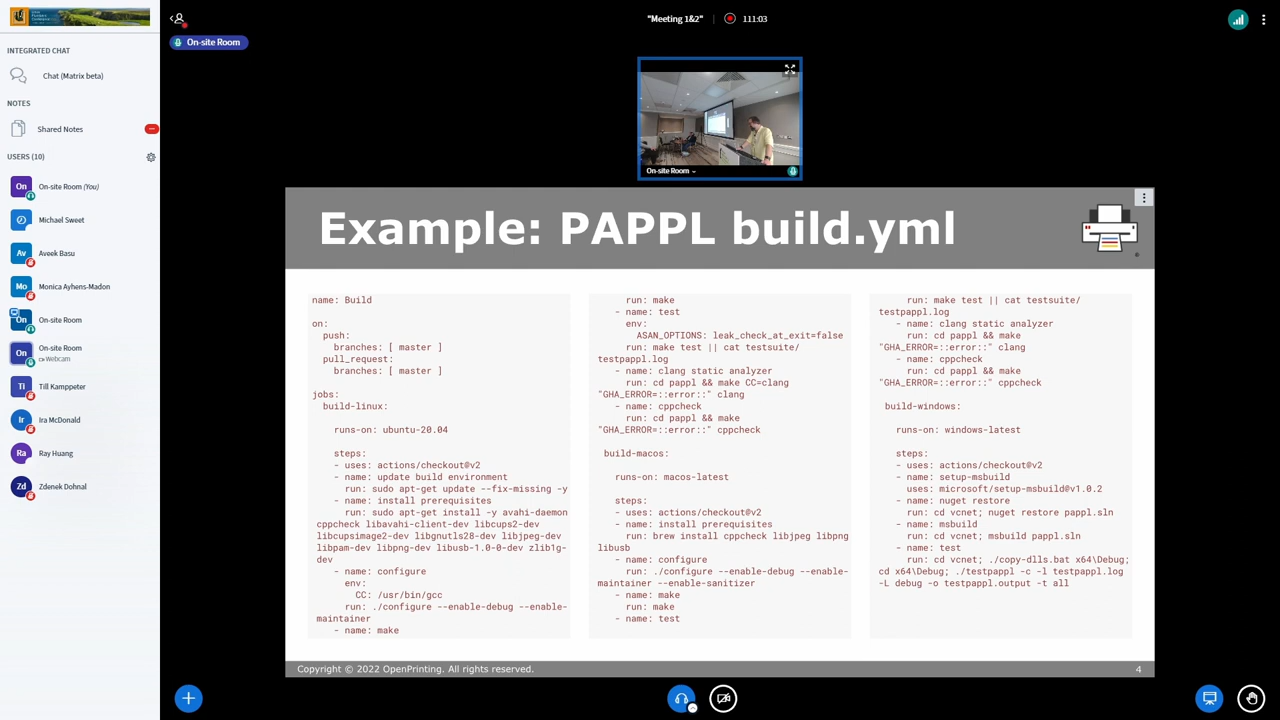 INTEGRATED CHAT
Chat (Matrix beta)
NOTES
Shared Notes
USERS (10)
On
On-site Room (You)
Michael Sweet
Av
Aveek Basu
Mo
Monica Ayhens-Madon
On
On-site Room
On
On-site Room
Webcam
Ti
Till Kamppeter
Ir
Ira McDonald
Ra
Ray Huang
Zd
Zdenek Dohnal
"Meeting 1&2"
111:03
On-site Room
On-site Room
Example: PAPPL build.yml
name: Build
on:
push:
branches: [ master ]
pull_request:
branches: [ master ]
jobs:
build-linux:
runs-on: ubuntu-20.04
steps:
- uses: actions/checkout@v2
- name: update build environment
run: sudo apt-get update --fix-missing -y
- name: install prerequisites
run: sudo apt-get install -y avahi-daemon
cppcheck libavahi-client-dev libcups2-dev
libcupsimage2-dev libgnutls28-dev libjpeg-dev
libpam-dev libpng-dev libusb-1.0-0-dev zlib1g-
dev
- name: configure
env:
CC: /usr/bin/gcc
run: ./configure --enable-debug --enable-
maintainer
- name: make
run: make
- name: test
env:
ASAN_OPTIONS: leak_check_at_exit=false
run: make test || cat testsuite/
testpappl.log
- name: clang static analyzer
run: cd pappl && make CC=clang
"GHA_ERROR=::error::" clang
- name: cppcheck
run: cd pappl && make
"GHA_ERROR=::error::" cppcheck
build-macos:
runs-on: macos-latest
steps:
- uses: actions/checkout@v2
- name: install prerequisites
run: brew install cppcheck libjpeg libpng
libusb
- name: configure
run: ./configure --enable-debug --enable-
maintainer --enable-sanitizer
- name: make
run: make
- name: test
run: make test || cat testsuite/
testpappl.log
- name: clang static analyzer
run: cd pappl && make
"GHA_ERROR=::error::" clang
- name: cppcheck
run: cd pappl && make
"GHA_ERROR=::error::" cppcheck
build-windows:
runs-on: windows-latest
steps:
- uses: actions/checkout@v2
- name: setup-msbuild
uses: microsoft/setup-msbuild@v1.0.2
- name: nuget restore
run: cd vcnet; nuget restore pappl.sln
- name: msbuild
run: cd vcnet; msbuild pappl.sln
- name: test
run: cd vcnet; ./copy-dlls.bat x64\Debug;
cd x64\Debug; ./testpappl -c -l testpappl.log
-L debug -o testpappl.output -t all
Copyright © 2022 OpenPrinting. All rights reserved.
4